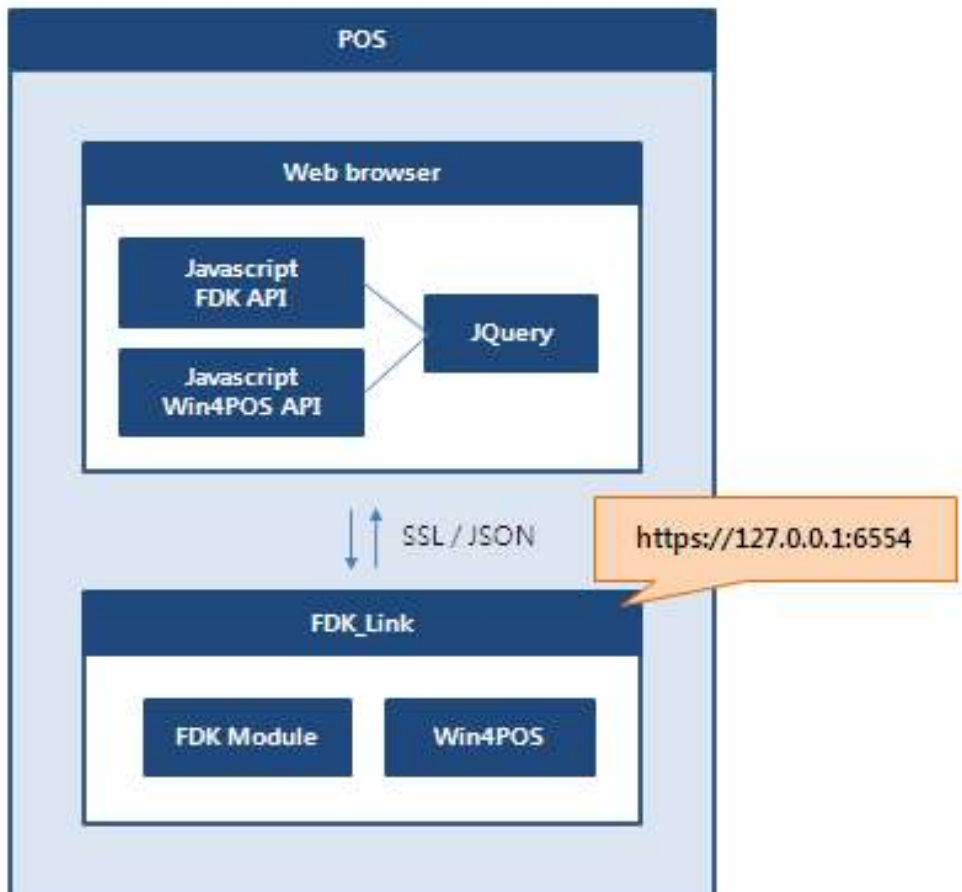 POS
Web browser
Javascript
FDK API
JQuery
Javascript
Win4POS API
SSL / JSON
https://127.0.0.1:6554
FDK_Link
FDK Module
Win4POS